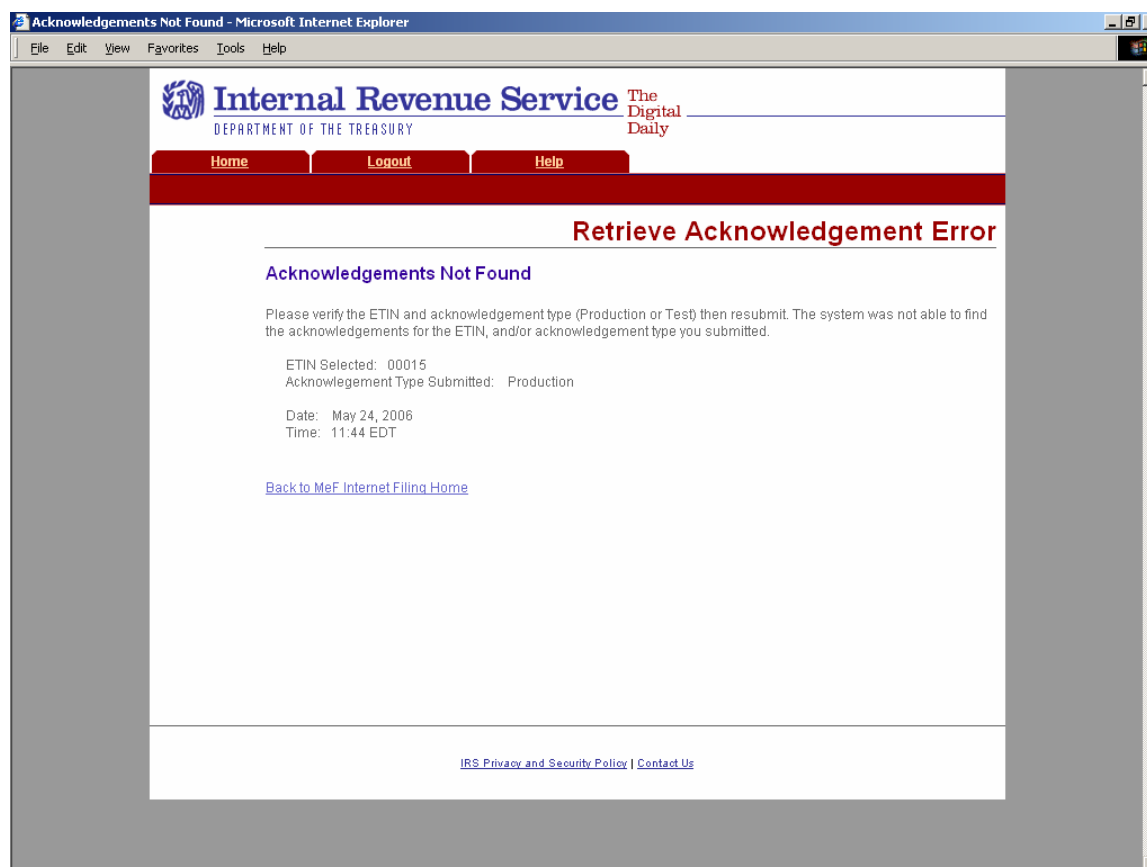 Acknowledgements Not Found - Microsoft Internet Explorer
File Edit View Favorites Tools Help
Internal Revenue Service
DEPARTMENT OF THE TREASURY
The
Digital
Daily
Home Logout Help
Retrieve Acknowledgement Error
Acknowledgements Not Found
Please verify the ETIN and acknowledgement type (Production or Test) then resubmit. The system was not able to find
the acknowledgements for the ETIN, and/or acknowledgement type you submitted.
ETIN Selected: 00015
Acknowlegement Type Submitted: Production
Date: May 24, 2006
Time: 11:44 EDT
Back to MeF Internet Filing Home
IRS Privacy and Security Policy | Contact Us